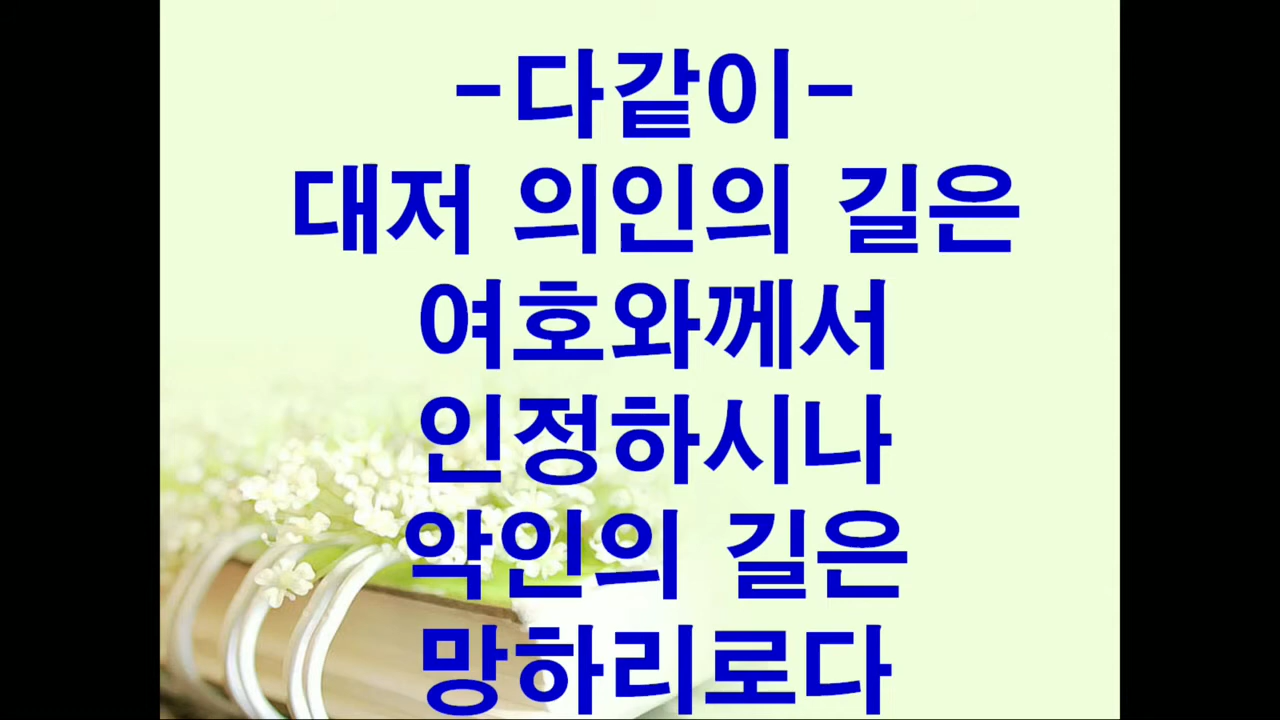 -다같이-
대저 의인의 길은
여호와께서
인정하시나
악인의 길은
망하리로다